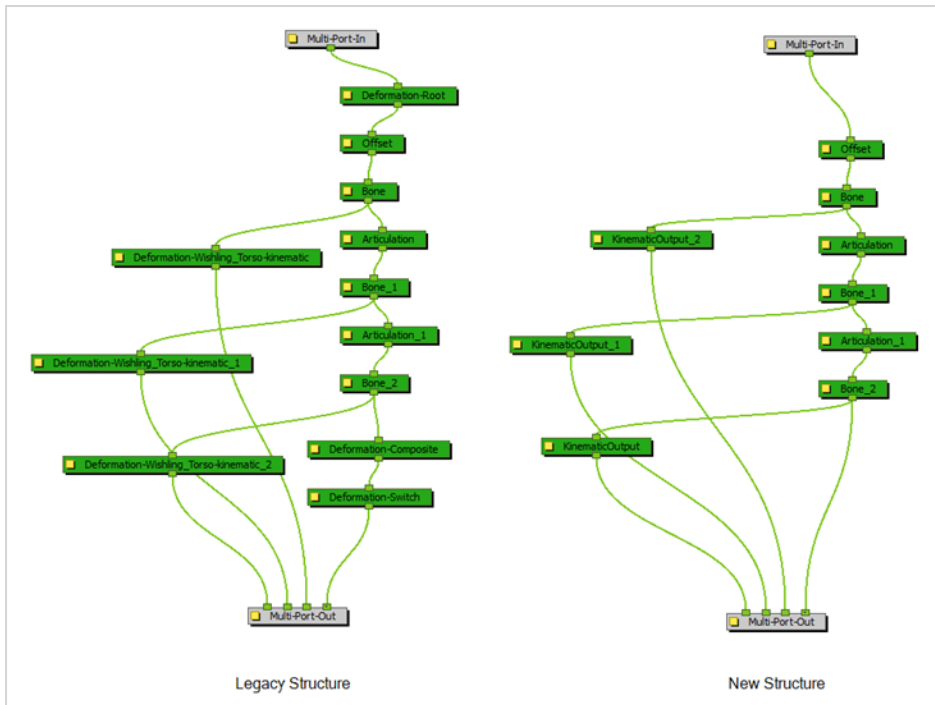 Multi-Port-In
Deformation-Root
Offset
Bone
Articulation
Deformation-Wishling_Torso-kinematic
Bone_1
Articulation_1
Deformation-Wishling_Torso-kinematic_1
Bone_2
Deformation-Composite
Deformation-Wishling_Torso-kinematic_2
Deformation-Switch
Multi-Port-Out
Legacy Structure
Multi-Port-In
Offset
Bone
KinematicOutput_2
Articulation
Bone_1
KinematicOutput_1
Articulation_1
Bone_2
KinematicOutput
Multi-Port-Out
New Structure